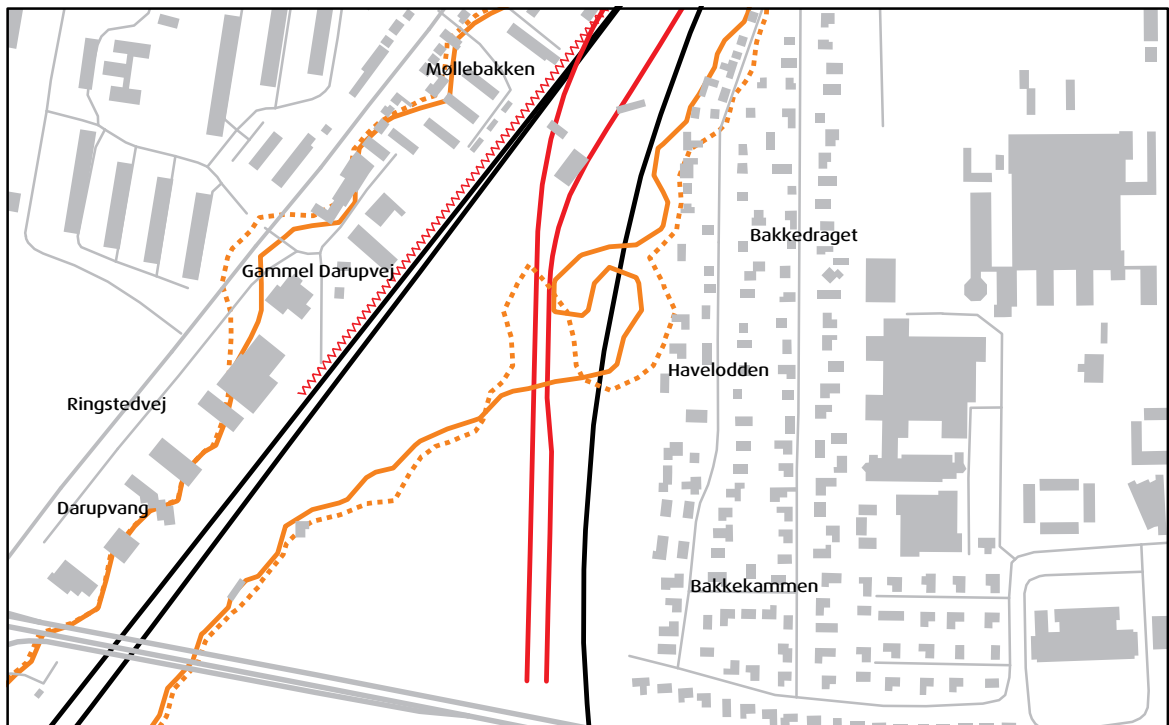 Møllebakken
Bakkedraget
Gammel Darupvej
Havelodden
Ringstedvej
Darupvang
Bakkekammen